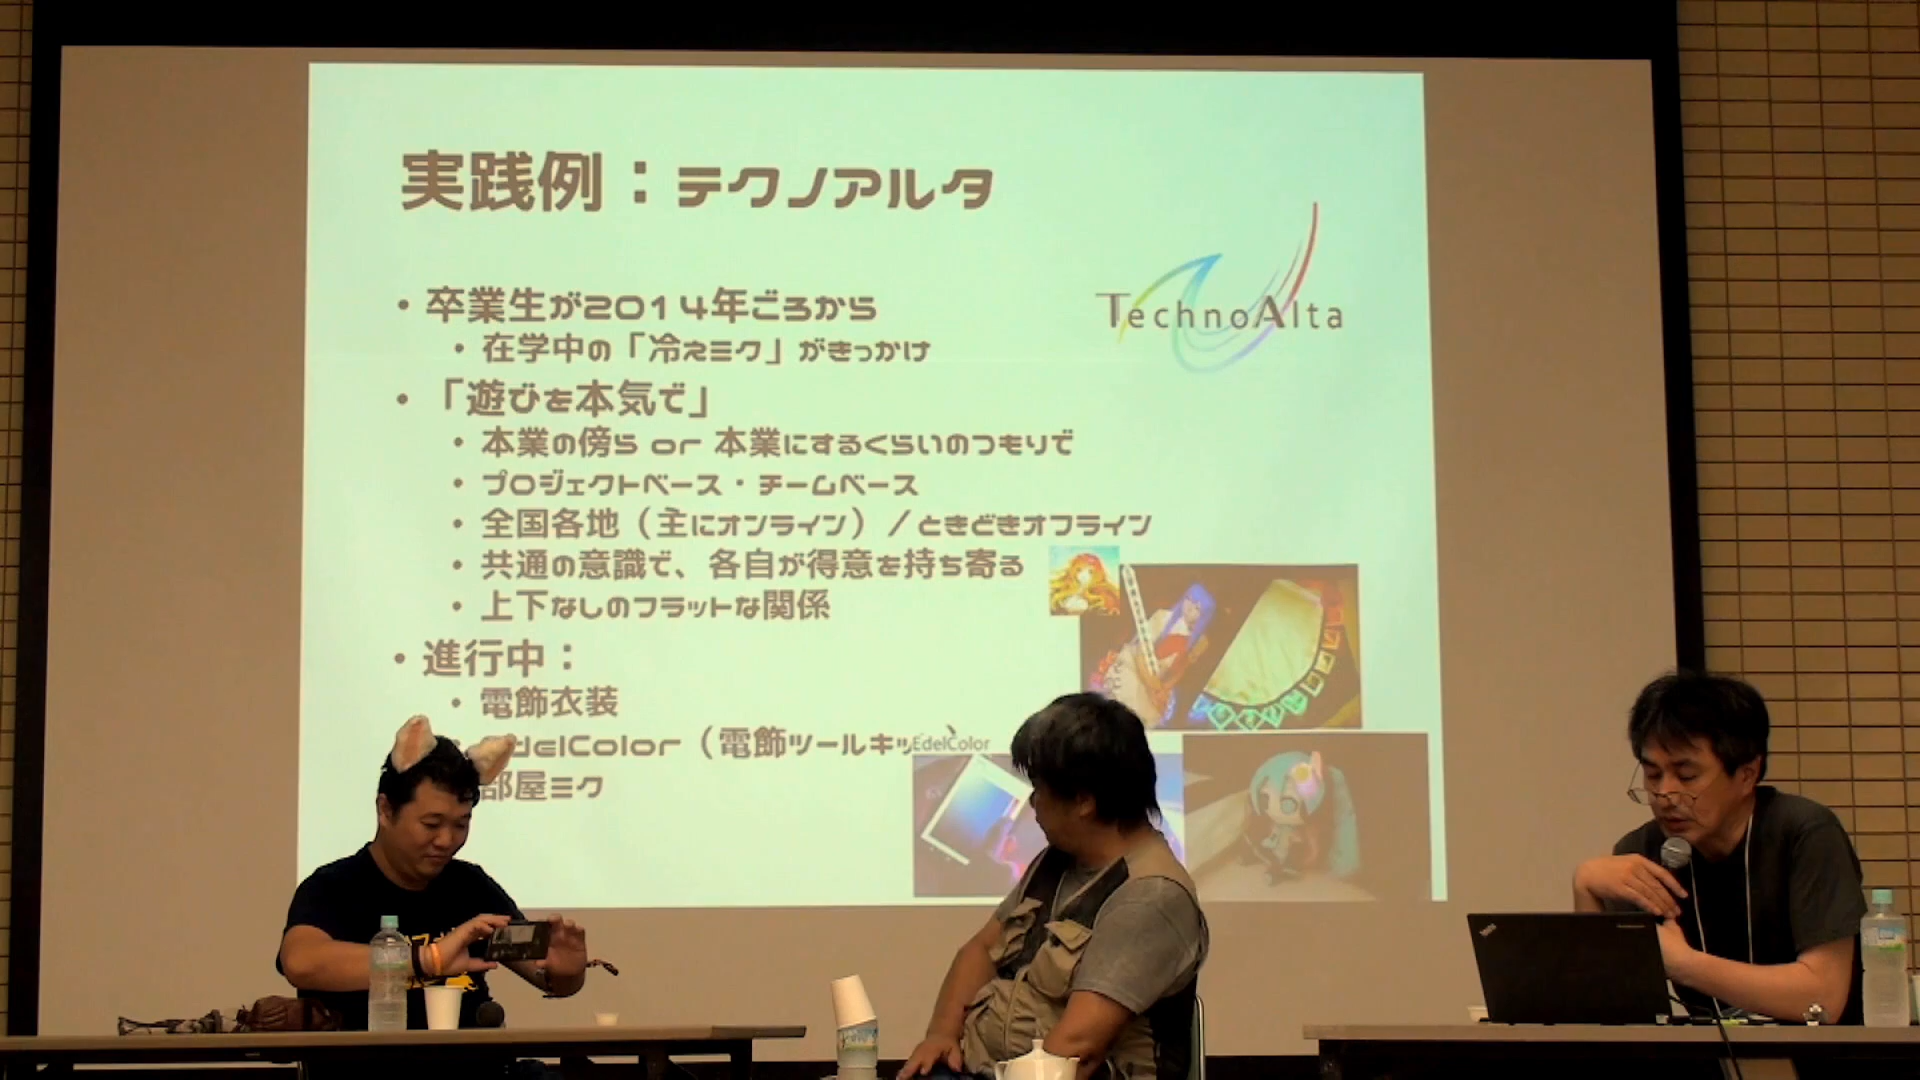 実践例：テクノアルタ
TechnoAlta
・卒業生が2014年ごろから
・在学中の「冷えミク」がきっかけ
・「遊びを本気で」
・本業の傍ら or 本業にするくらいのつもりで
・プロジェクトベース・チームベース
・全国各地（主にオンライン）／ときどきオフライン
・共通の意識で、各自が得意を持ち寄る
・上下なしのフラットな関係
・進行中：
・電飾衣装
EdelColor（電飾ツールキッ
EdelColor
部屋ミク